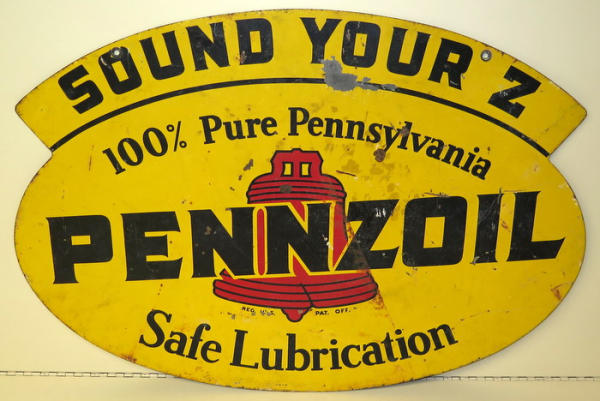 SOUND YOUR Z
100% Pure Pennsylvania
PENNZOIL
REG. U.S. PAT. OFF.
Safe Lubrication